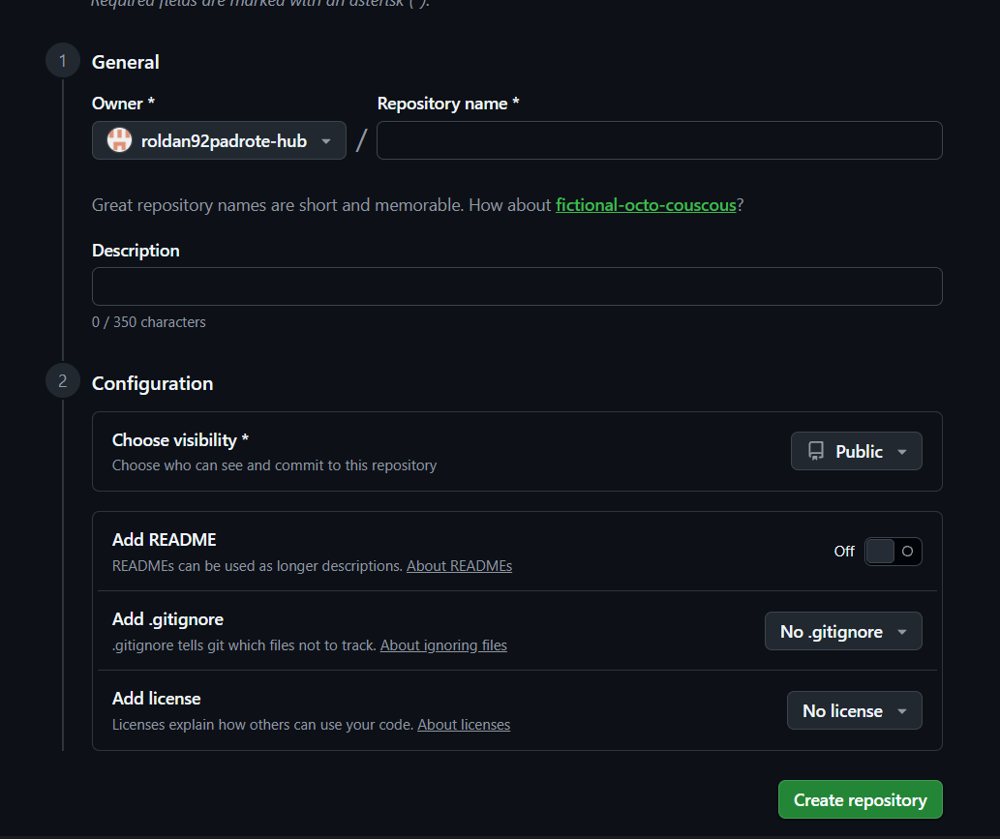 Required fields are marked with an asterisk (*).
1
General
Owner *
Repository name *
roldan92padrote-hub
/
Great repository names are short and memorable. How about fictional-octo-couscous?
Description
0 / 350 characters
2
Configuration
Choose visibility *
Choose who can see and commit to this repository
Public
Add README
READMEs can be used as longer descriptions. About READMEs
Off
Add .gitignore
.gitignore tells git which files not to track. About ignoring files
No .gitignore
Add license
Licenses explain how others can use your code. About licenses
No license
Create repository